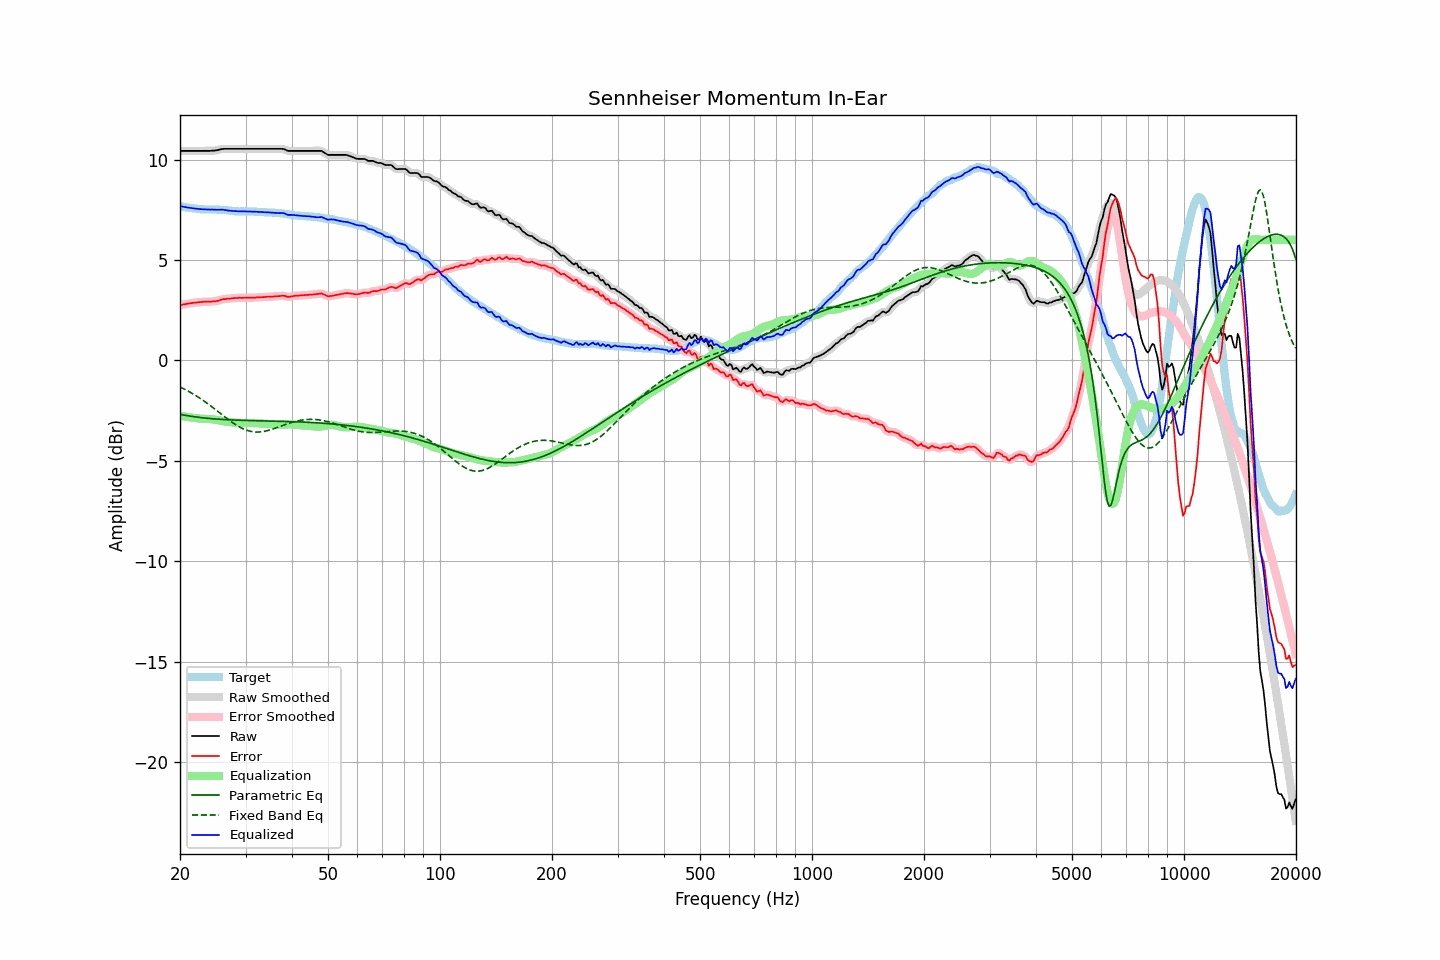 Sennheiser Momentum In-Ear
Amplitude (dBr)
10
5
0
−5
−10
−15
−20
Target
Raw Smoothed
Error Smoothed
Raw
Error
Equalization
Parametric Eq
Fixed Band Eq
Equalized
20 50 100 200 500 1000 2000 5000 10000 20000
Frequency (Hz)